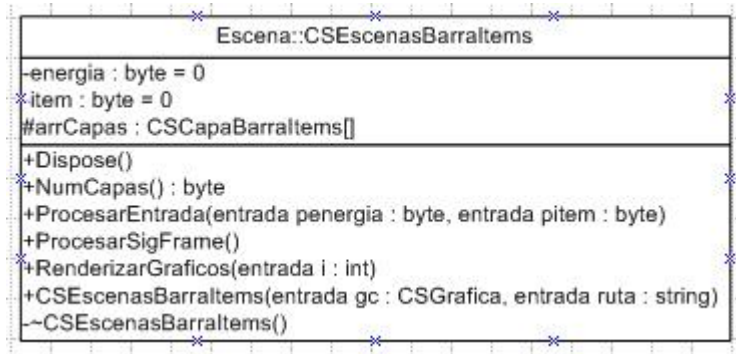 Escena::CSEscenasBarraItems
-energia : byte = 0
-item : byte = 0
#arrCapas : CSCapaBarraItems[]
+Dispose()
+NumCapas() : byte
+ProcesarEntrada(entrada penergia : byte, entrada pitem : byte)
+ProcesarSigFrame()
+RenderizarGraficos(entrada i : int)
+CSEscenasBarraItems(entrada gc : CSGrafica, entrada ruta : string)
-~CSEscenasBarraItems()